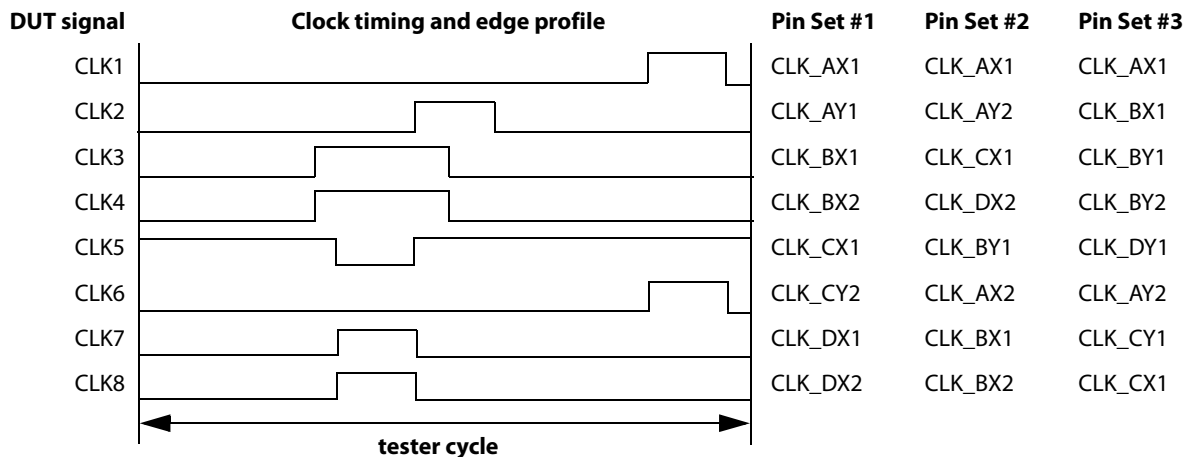 DUT signal Clock timing and edge profile Pin Set #1 Pin Set #2 Pin Set #3
CLK1 CLK_AX1 CLK_AX1 CLK_AX1
CLK2 CLK_AY1 CLK_AY2 CLK_BX1
CLK3 CLK_BX1 CLK_CX1 CLK_BY1
CLK4 CLK_BX2 CLK_DX2 CLK_BY2
CLK5 CLK_CX1 CLK_BY1 CLK_DY1
CLK6 CLK_CY2 CLK_AX2 CLK_AY2
CLK7 CLK_DX1 CLK_BX1 CLK_CY1
CLK8 CLK_DX2 CLK_BX2 CLK_CX1
tester cycle